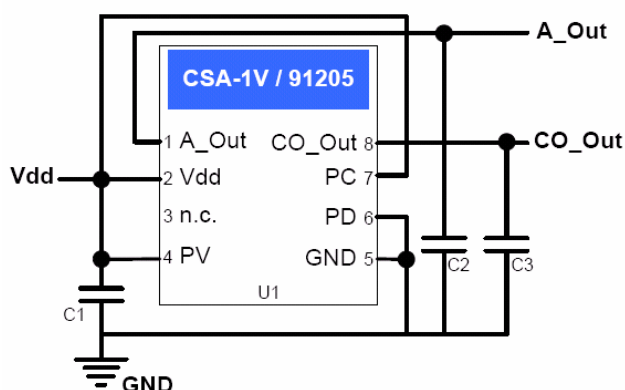 A_Out
CSA-1V / 91205
1 A_Out CO_Out 8
CO_Out
Vdd
2 Vdd PC 7
3 n.c. PD 6
4 PV GND 5
C2 C3
U1
C1
GND